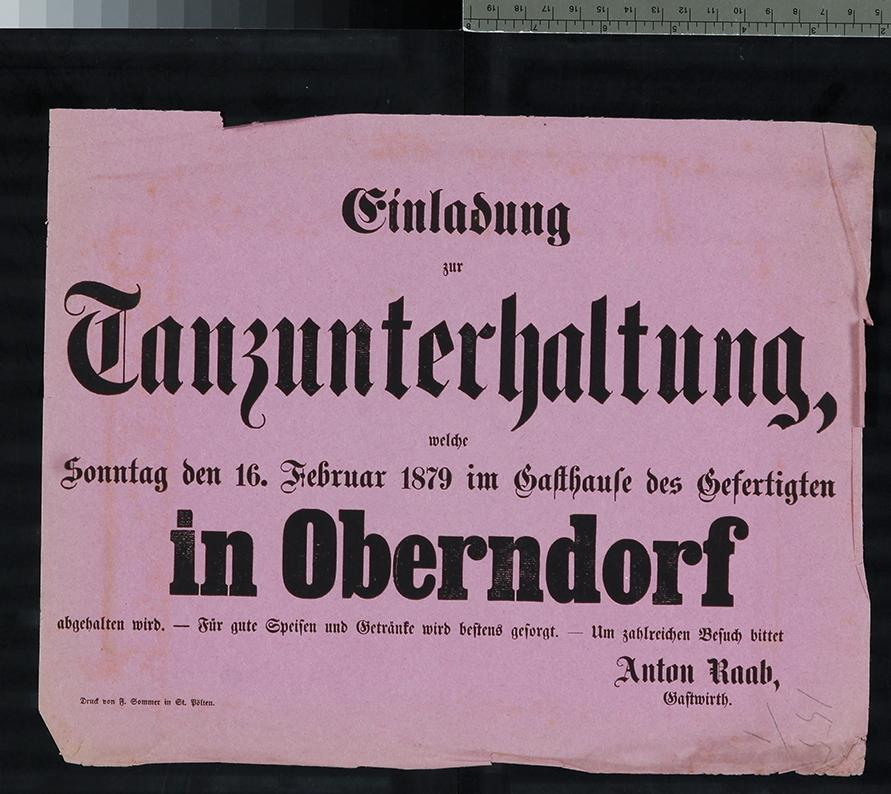 Einladung
zur
Tanzunterhaltung,
welche
Sonntag den 16. Februar 1879 im Gasthause des Gefertigten
in Oberndorf
abgehalten wird. — Für gute Speisen und Getränke wird bestens gesorgt. — Um zahlreichen Besuch bittet
Anton Raab,
Gastwirth.
Druck von F. Sommer in St. Pölten.